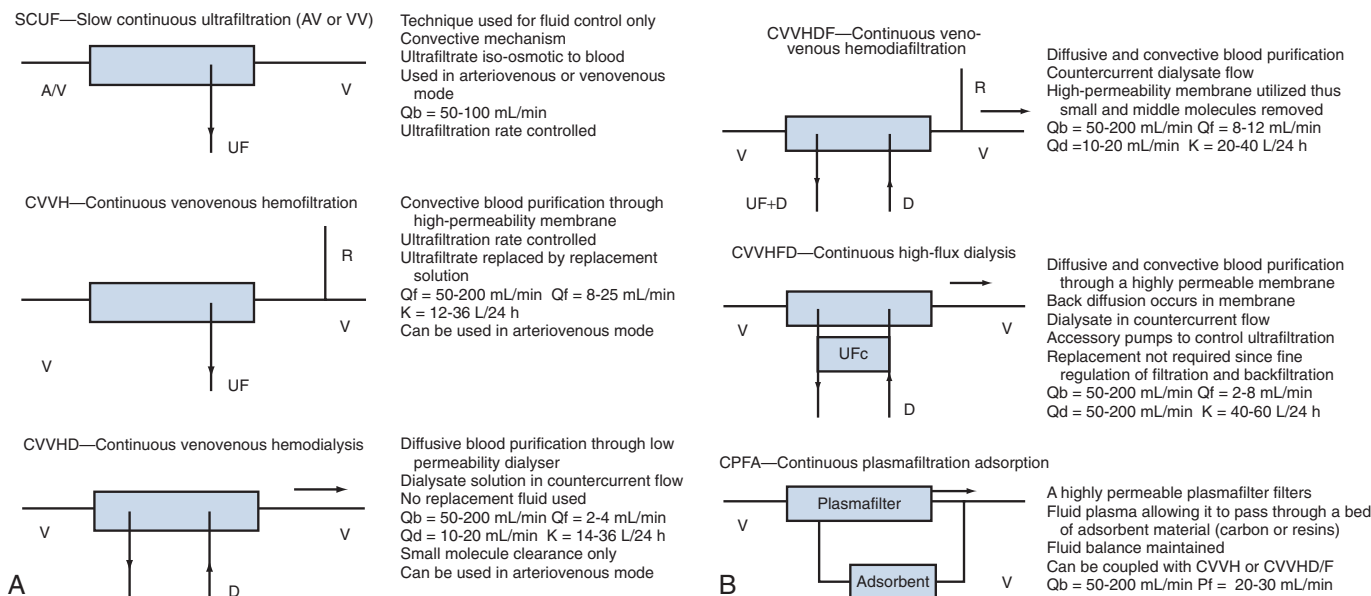 SCUF—Slow continuous ultrafiltration (AV or VV)
A/V
V
UF
Technique used for fluid control only
Convective mechanism
Ultrafiltrate iso-osmotic to blood
Used in arteriovenous or venovenous
mode
Qb = 50-100 mL/min
Ultrafiltration rate controlled
CVVH—Continuous venovenous hemofiltration
R
V
V
UF
Convective blood purification through
high-permeability membrane
Ultrafiltration rate controlled
Ultrafiltrate replaced by replacement
solution
Qf = 50-200 mL/min Qf = 8-25 mL/min
K = 12-36 L/24 h
Can be used in arteriovenous mode
CVVHD—Continuous venovenous hemodialysis
V
V
D
Diffusive blood purification through low
permeability dialyser
Dialysate solution in countercurrent flow
No replacement fluid used
Qb = 50-200 mL/min Qf = 2-4 mL/min
Qd = 10-20 mL/min K = 14-36 L/24 h
Small molecule clearance only
Can be used in arteriovenous mode
A
CVVHDF—Continuous veno-
venous hemodiafiltration
R
V
V
UF+D
D
Diffusive and convective blood purification
Countercurrent dialysate flow
High-permeability membrane utilized thus
small and middle molecules removed
Qb = 50-200 mL/min Qf = 8-12 mL/min
Qd =10-20 mL/min K = 20-40 L/24 h
CVVHFD—Continuous high-flux dialysis
V
V
UFc
D
Diffusive and convective blood purification
through a highly permeable membrane
Back diffusion occurs in membrane
Dialysate in countercurrent flow
Accessory pumps to control ultrafiltration
Replacement not required since fine
regulation of filtration and backfiltration
Qb = 50-200 mL/min Qf = 2-8 mL/min
Qd = 50-200 mL/min K = 40-60 L/24 h
CPFA—Continuous plasmafiltration adsorption
Plasmafilter
V
Adsorbent
V
A highly permeable plasmafilter filters
Fluid plasma allowing it to pass through a bed
of adsorbent material (carbon or resins)
Fluid balance maintained
Can be coupled with CVVH or CVVHD/F
Qb = 50-200 mL/min Pf = 20-30 mL/min
B